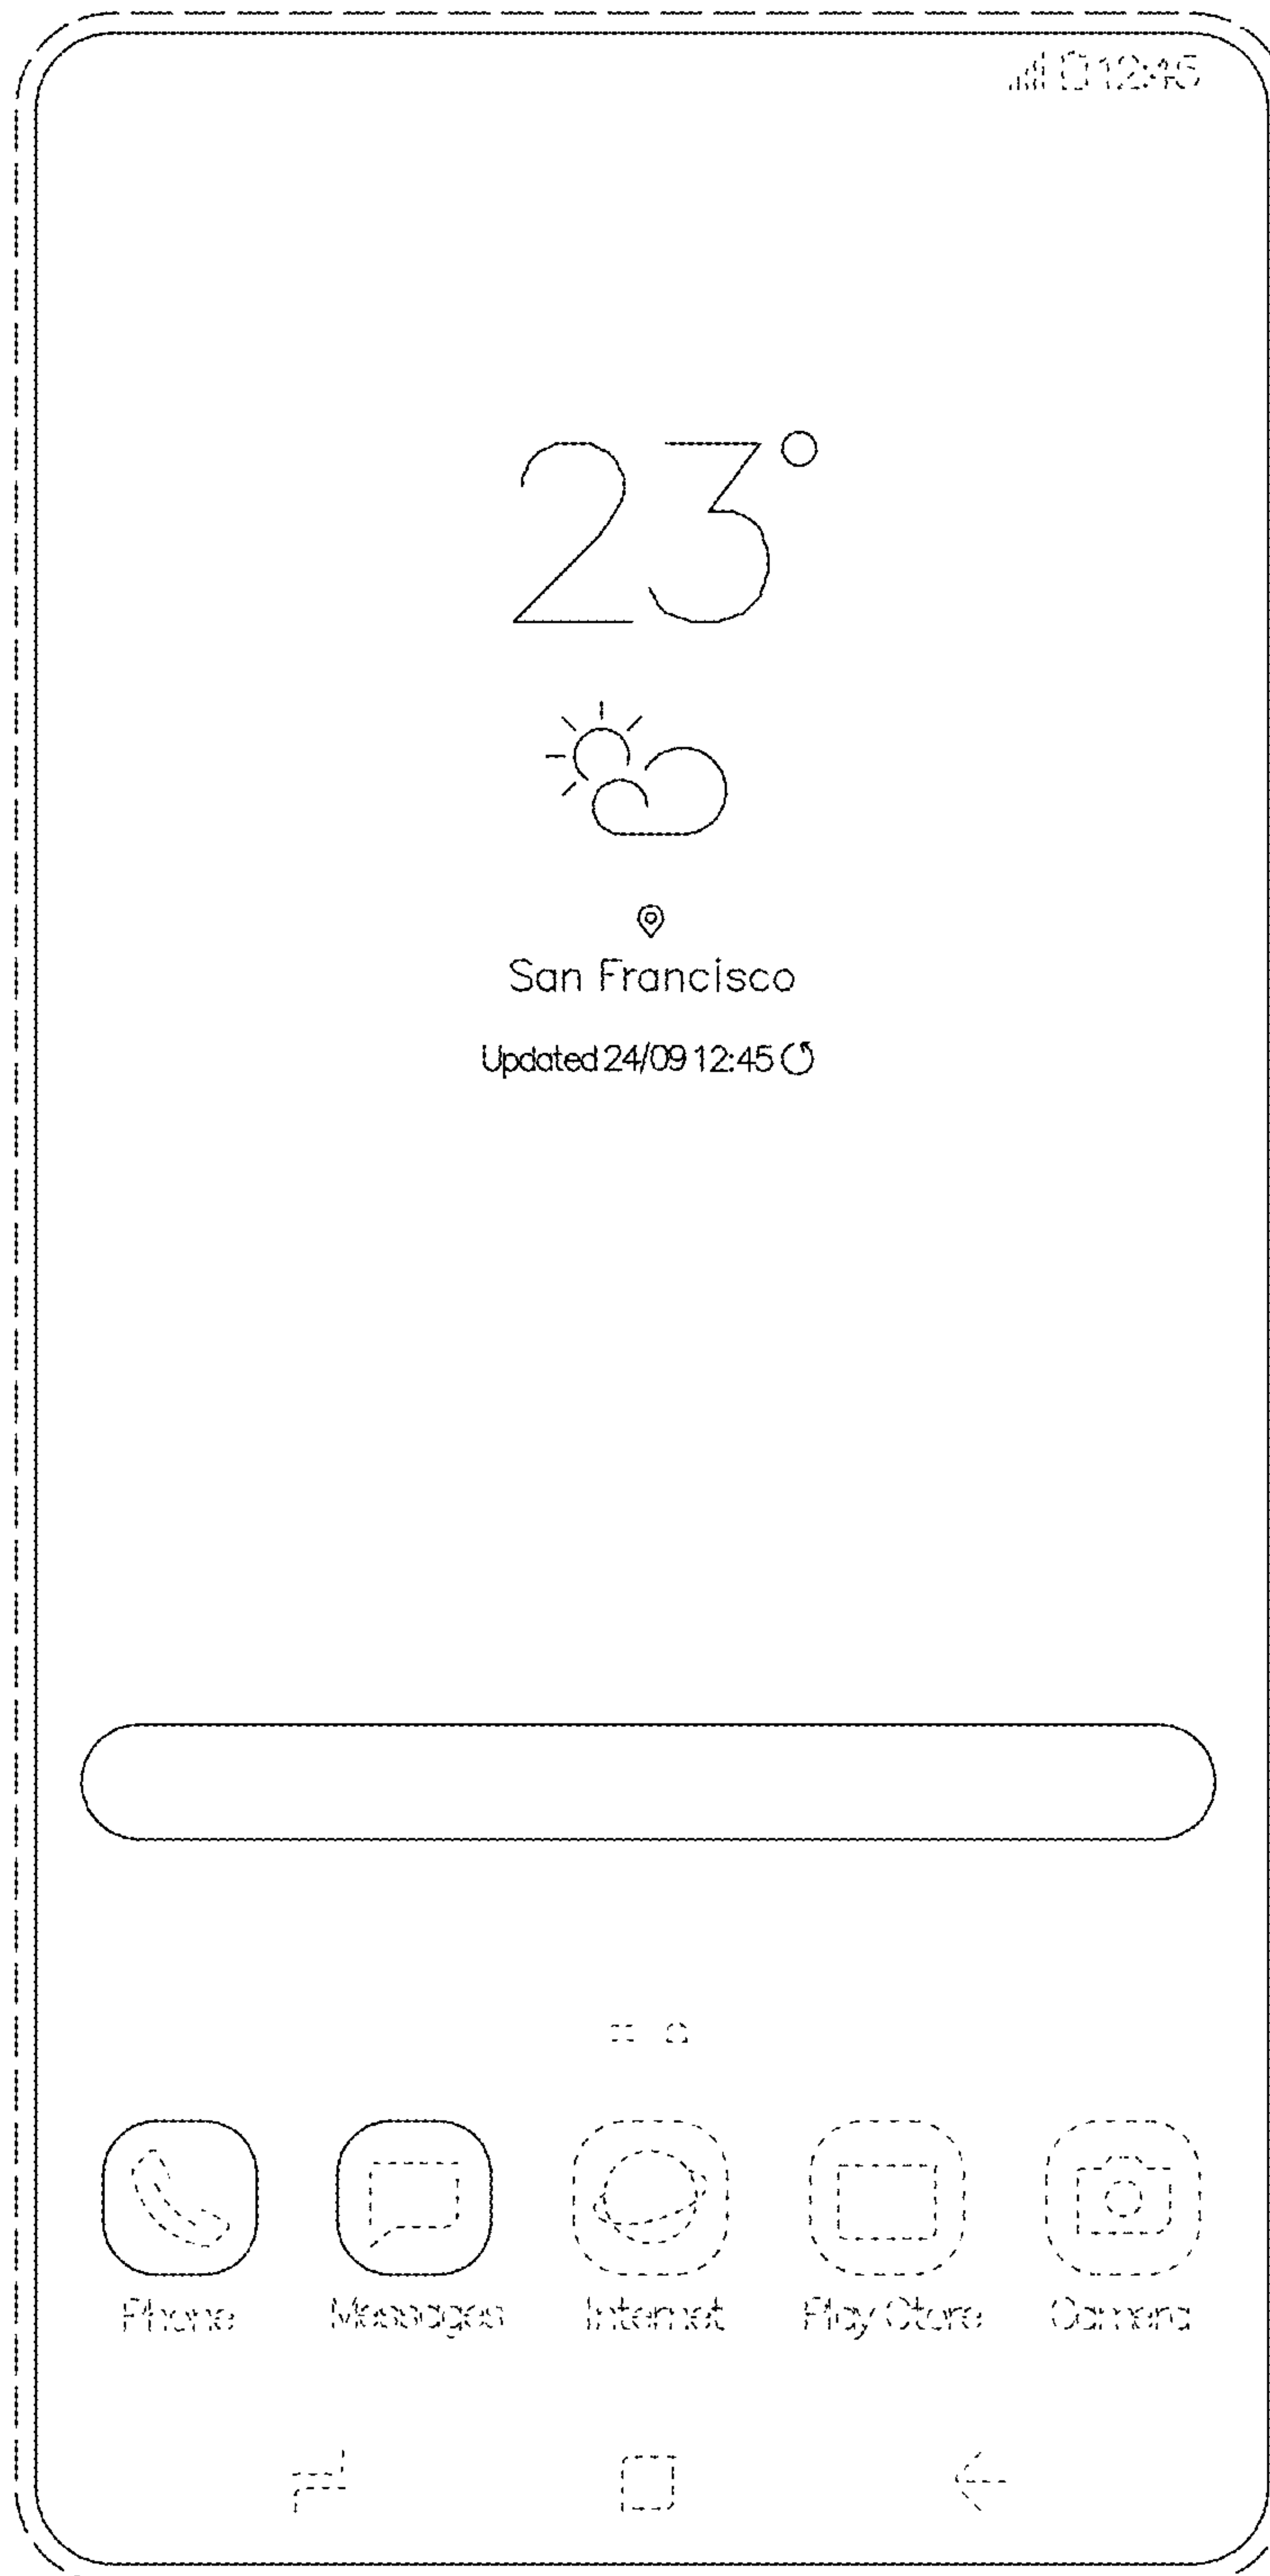 12:45
23°
San Francisco
Updated 24/09 12:45
Phone Messages Internet Play Store Camera